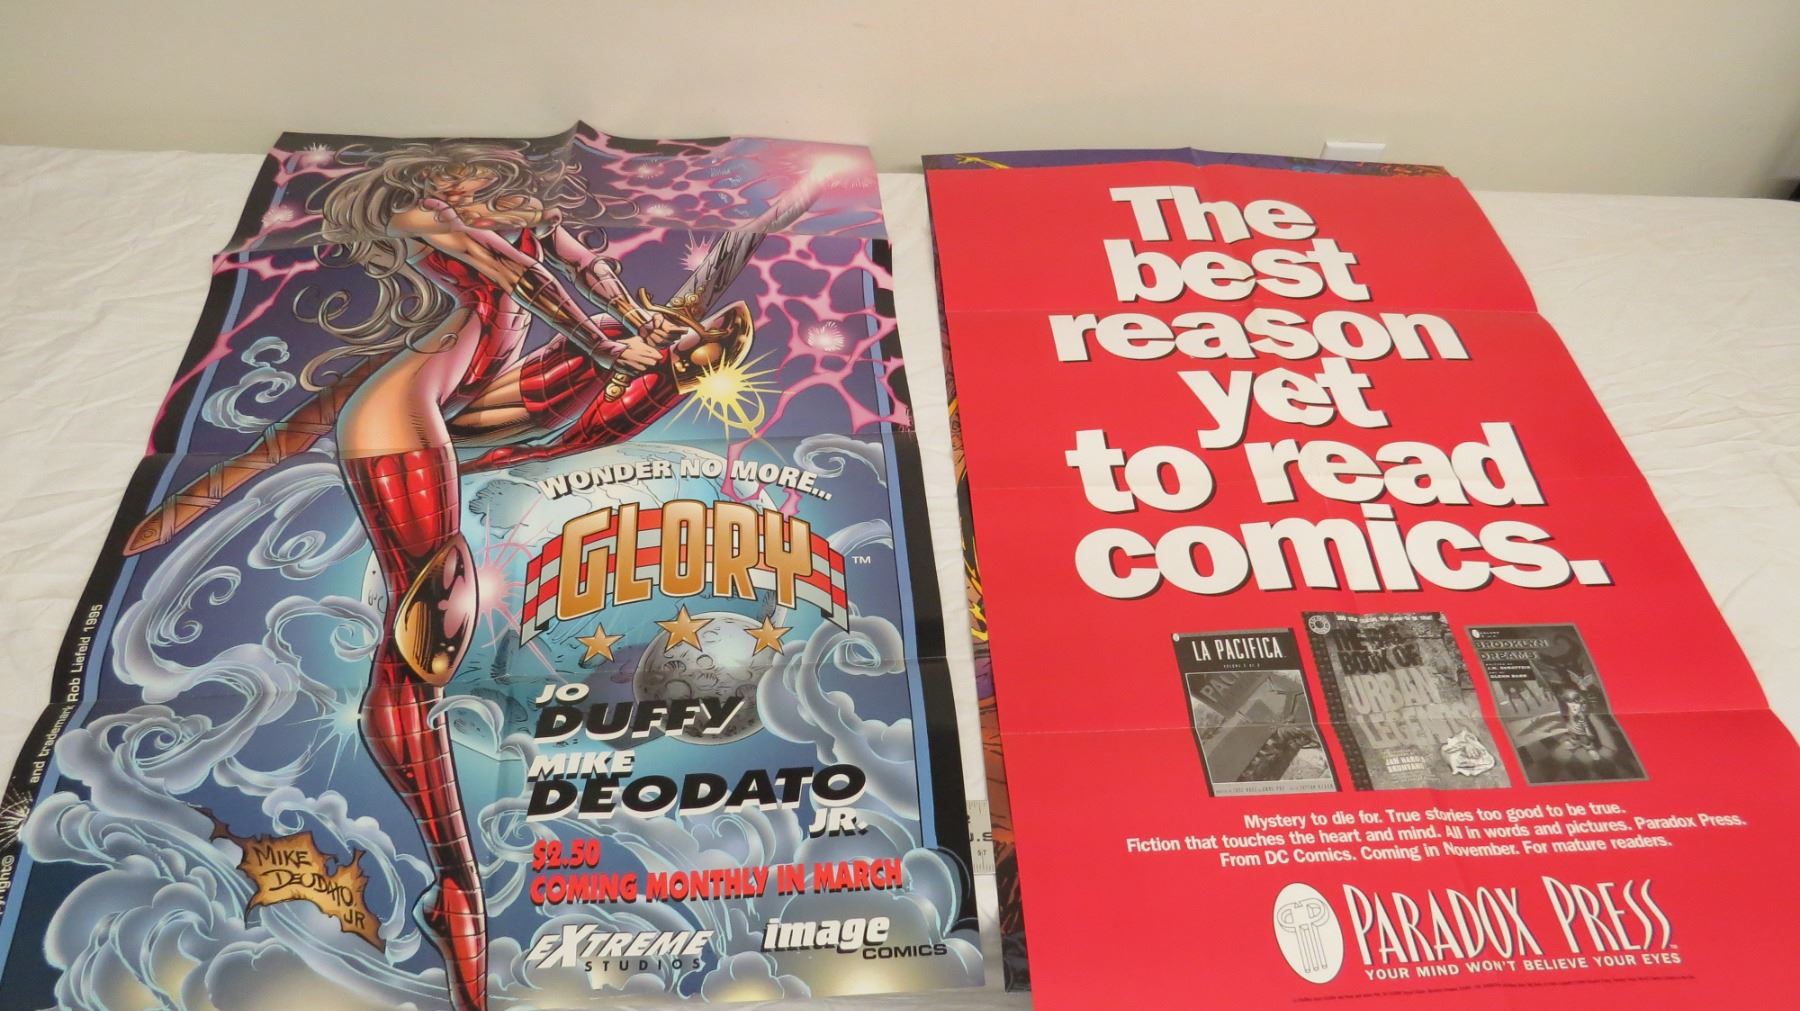 WONDER NO MORE...
GLORY
TM
JO
DUFFY
MIKE
DEODATO
JR.
$2.50
COMING MONTHLY IN MARCH
EXTREME
STUDIOS
image
COMICS
MIKE
DEODATO
JR
and trademark Rob Liefeld 1995
The
best
reason
yet
to read
comics.
LA PACIFICA
BOOK OF
URBAN
LEGENDS
BROOKLYN
DREAMS
Mystery to die for. True stories too good to be true.
Fiction that touches the heart and mind. All in words and pictures. Paradox Press.
From DC Comics. Coming in November. For mature readers.
PARADOX PRESS
YOUR MIND WON'T BELIEVE YOUR EYES